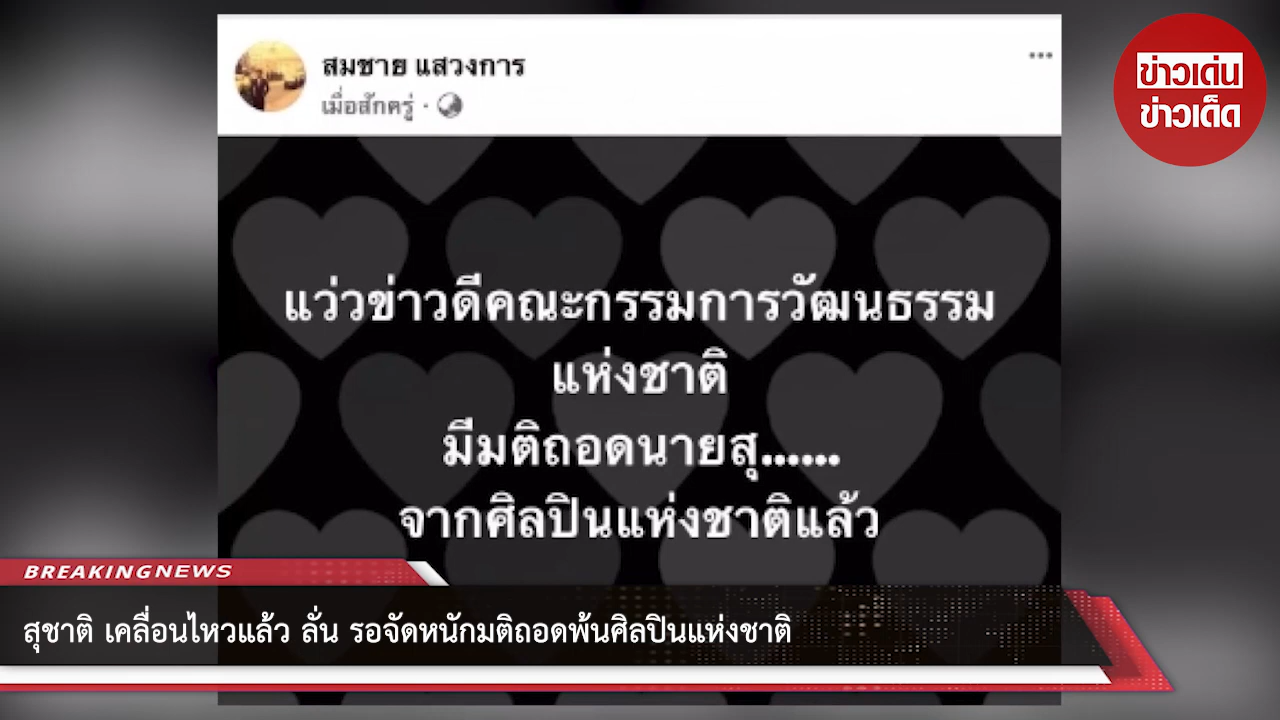 สมชาย แสวงการ
เมื่อสักครู่ ·
ข่าวเด่น
ข่าวเด็ด
แว่วข่าวดีคณะกรรมการวัฒนธรรม
แห่งชาติ
มีมติถอดนายสุ......
จากศิลปินแห่งชาติแล้ว
BREAKINGNEWS
สุชาติ เคลื่อนไหวแล้ว ลั่น รอจัดหนักมติถอดพ้นศิลปินแห่งชาติ